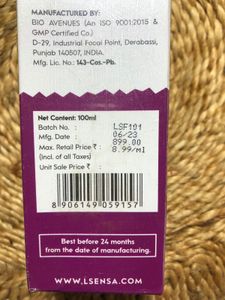 MANUFACTURED BY:
BIO AVENUES (An ISO 9001:2015 &
GMP Certified Co.)
D-29, Industrial Focal Point, Derabassi,
Punjab 140507, INDIA.
Mfg. Lic. No.: 143-Cos.-Pb.
Net Content: 100ml
Batch No. : LSF101
Mfg. Date : 06/23
Max. Retail Price ₹ : 899.00
(Incl. of all Taxes) 8.99/ml
Unit Sale Price ₹ :
8 906149 059157
Best before 24 months
from the date of manufacturing.
WWW.LSENSA.COM